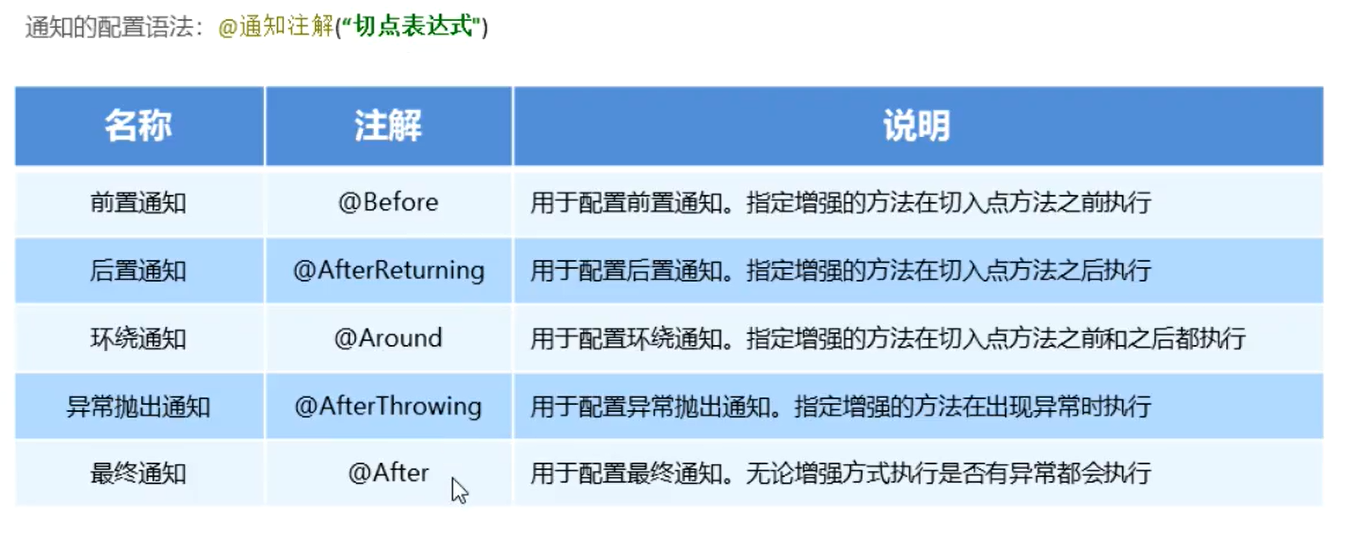 通知的配置语法：@通知注解(“切点表达式")
名称 注解 说明
前置通知 @Before 用于配置前置通知。指定增强的方法在切入点方法之前执行
后置通知 @AfterReturning 用于配置后置通知。指定增强的方法在切入点方法之后执行
环绕通知 @Around 用于配置环绕通知。指定增强的方法在切入点方法之前和之后都执行
异常抛出通知 @AfterThrowing 用于配置异常抛出通知。指定增强的方法在出现异常时执行
最终通知 @After 用于配置最终通知。无论增强方式执行是否有异常都会执行